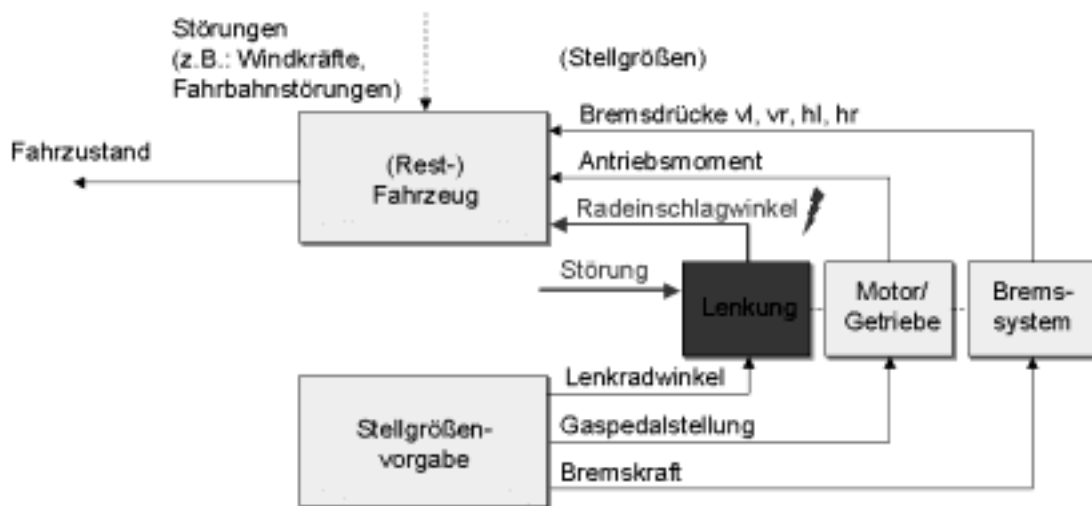 Störungen
(z.B.: Windkräfte,
Fahrbahnstörungen)
(Stellgrößen)
Bremsdrücke vl, vr, hl, hr
Fahrzustand
(Rest-)
Fahrzeug
Antriebsmoment
Radeinschlagwinkel
Störung
Lenkung
Motor/
Getriebe
Brems-
system
Stellgrößen-
vorgabe
Lenkradwinkel
Gaspedalstellung
Bremskraft